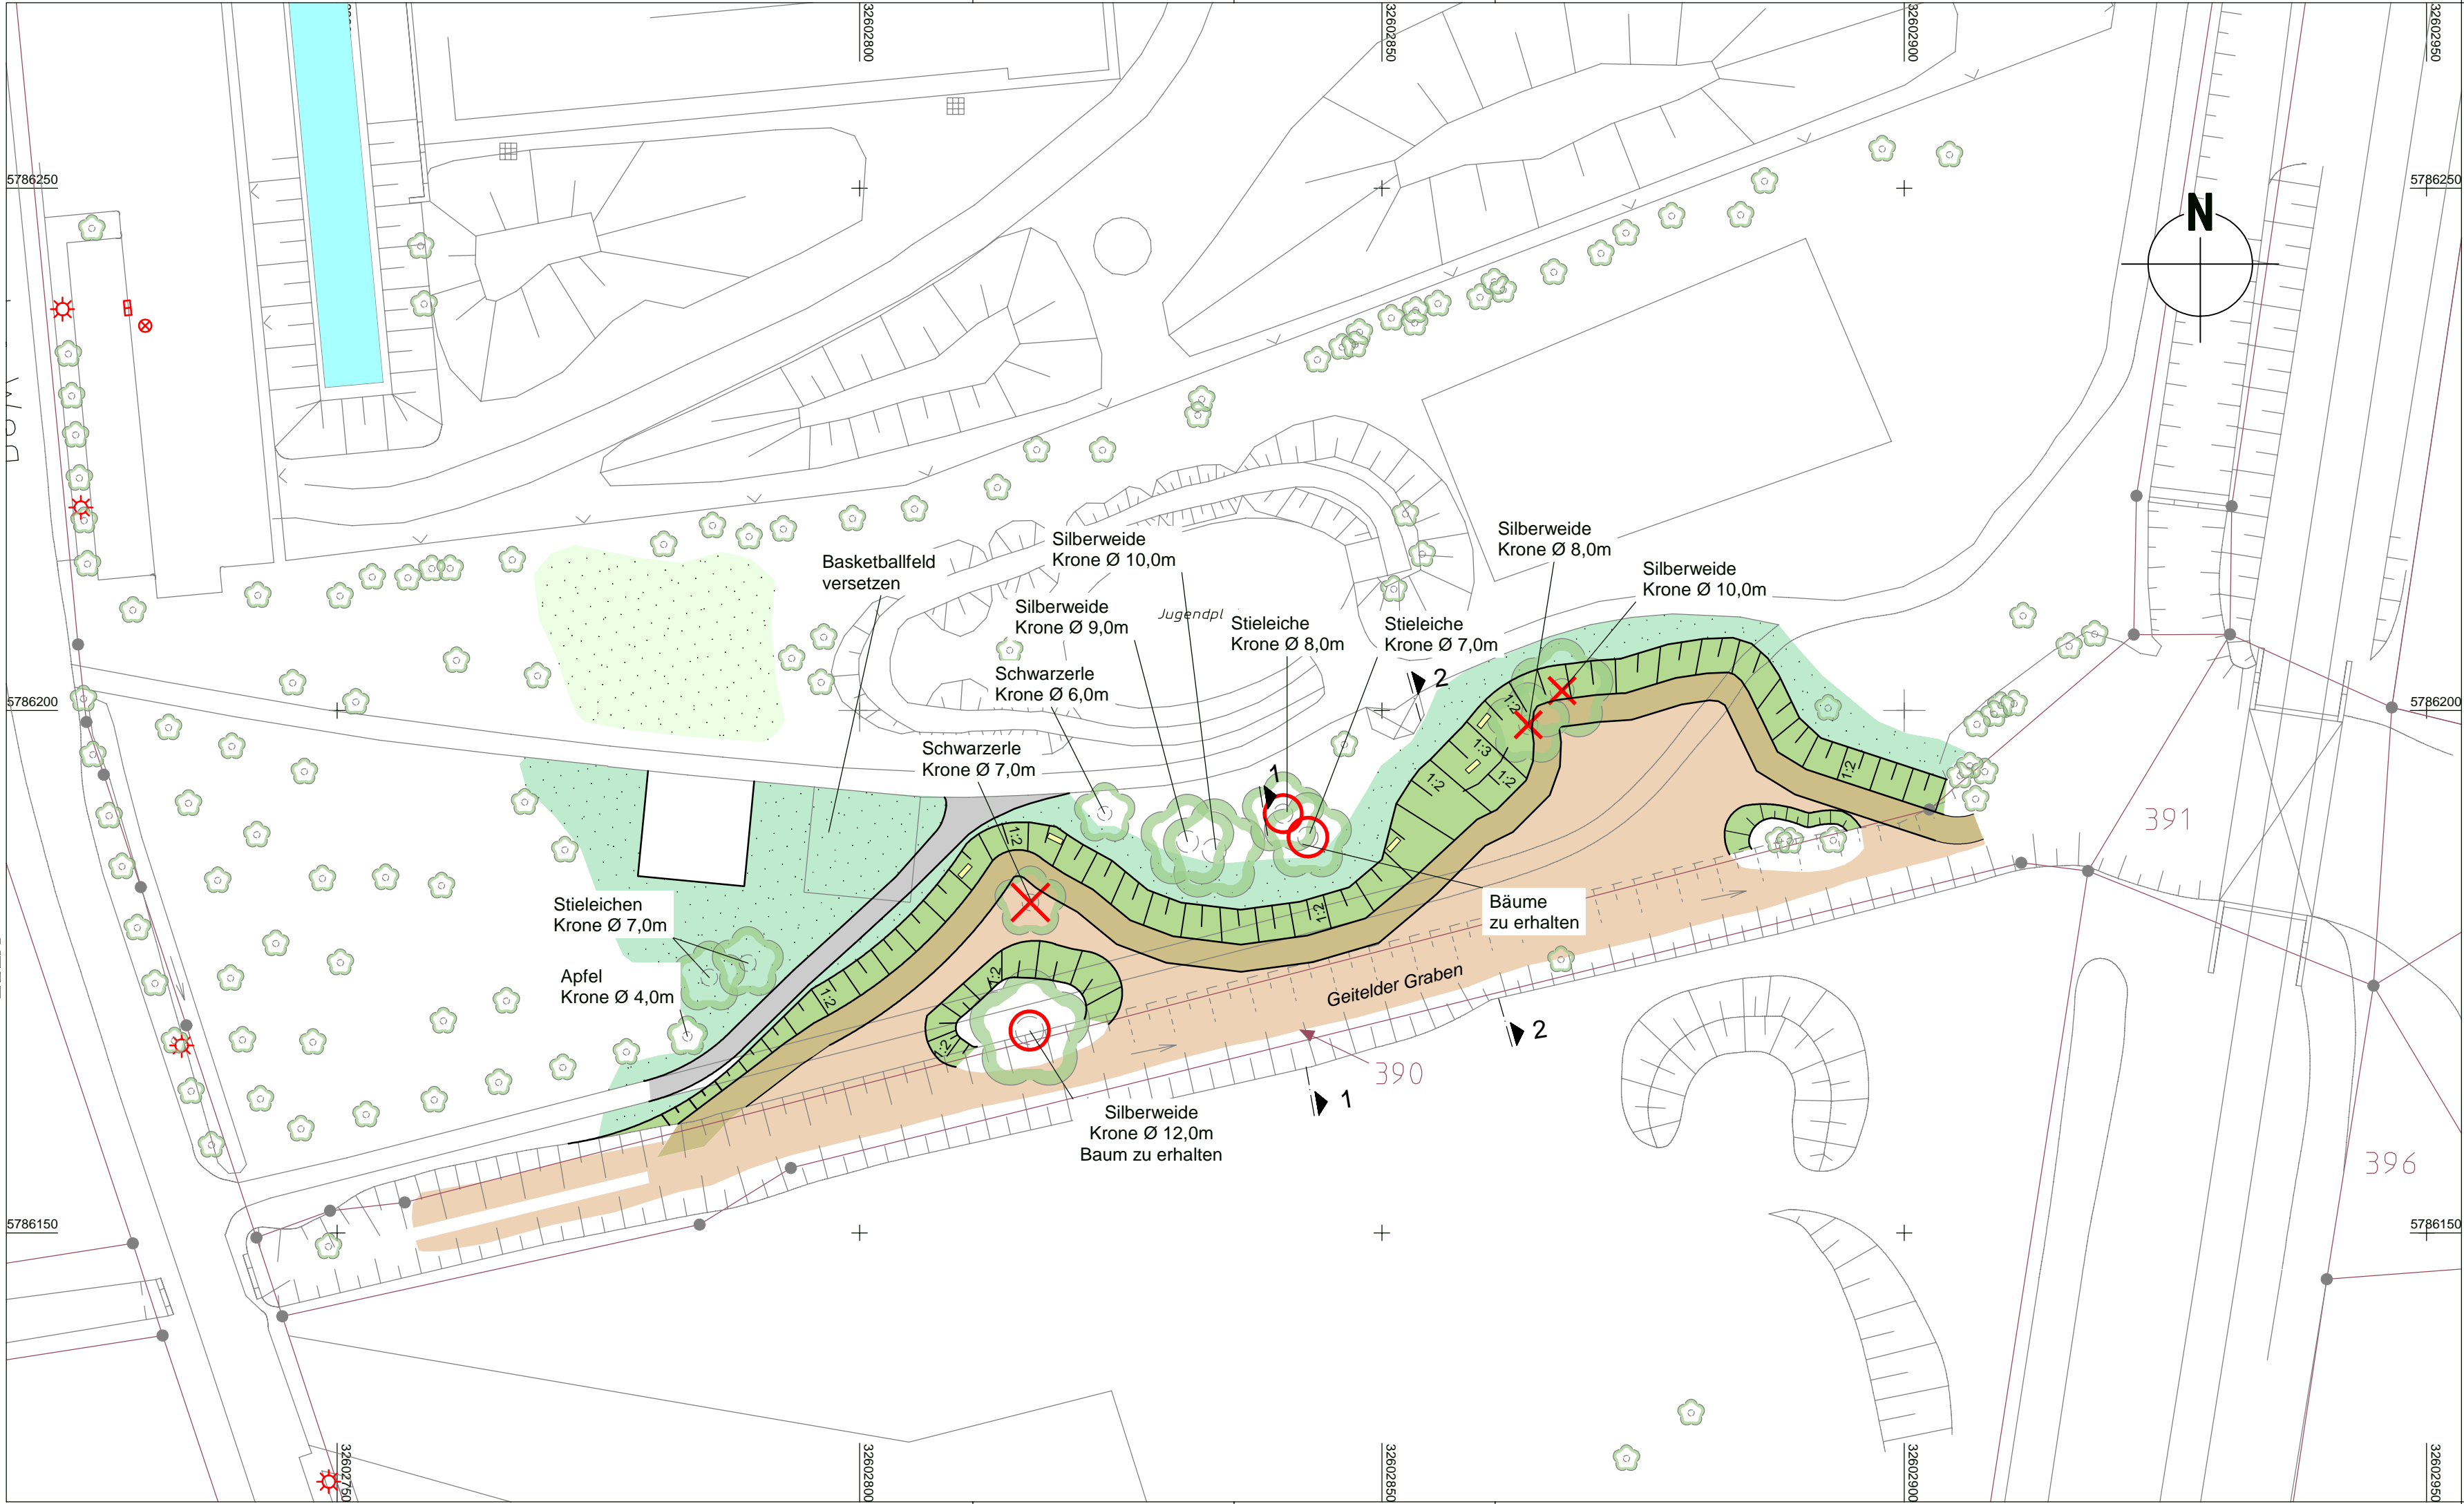 32602800
32602850
32602900
32602950
5786250
5786250
N
Silberweide
Krone Ø 8,0m
Silberweide
Krone Ø 10,0m
Basketballfeld
versetzen
Silberweide
Krone Ø 10,0m
Silberweide
Krone Ø 9,0m
Jugendpl
Stieleiche
Krone Ø 8,0m
Stieleiche
Krone Ø 7,0m
Schwarzerle
Krone Ø 6,0m
2
5786200
5786200
1:2
1:3
1:2
1:2
1:2
Schwarzerle
Krone Ø 7,0m
1
1:2
391
Stieleichen
Krone Ø 7,0m
Bäume
zu erhalten
1:2
Apfel
Krone Ø 4,0m
1:2
1:2
1:2
Geitelder Graben
2
390
1
Silberweide
Krone Ø 12,0m
Baum zu erhalten
396
5786150
5786150
32602750
32602800
32602850
32602900
32602950